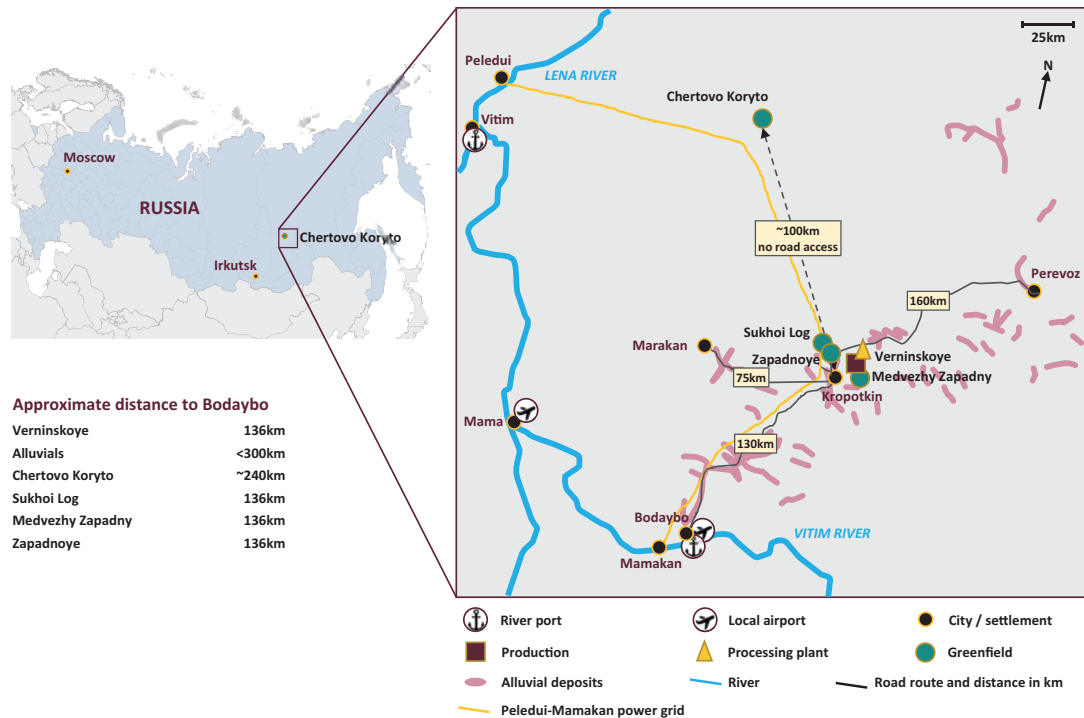 Moscow
RUSSIA
Chertovo Koryto
Irkutsk
Approximate distance to Bodaybo
Verninskoye 136km
Alluvials <300km
Chertovo Koryto ~240km
Sukhoi Log 136km
Medvezhy Zapadny 136km
Zapadnoye 136km
25km
N
Peledui
LENA RIVER
Chertovo Koryto
Vitim
~100km
no road access
Perevoz
160km
Sukhoi Log
Marakan
Zapadnoye
Verninskoye
75km
Medvezhy Zapadny
Kropotkin
Mama
130km
Bodaybo
VITIM RIVER
Mamakan
River port
Local airport
City / settlement
Production
Processing plant
Greenfield
Alluvial deposits
River
Road route and distance in km
Peledui-Mamakan power grid